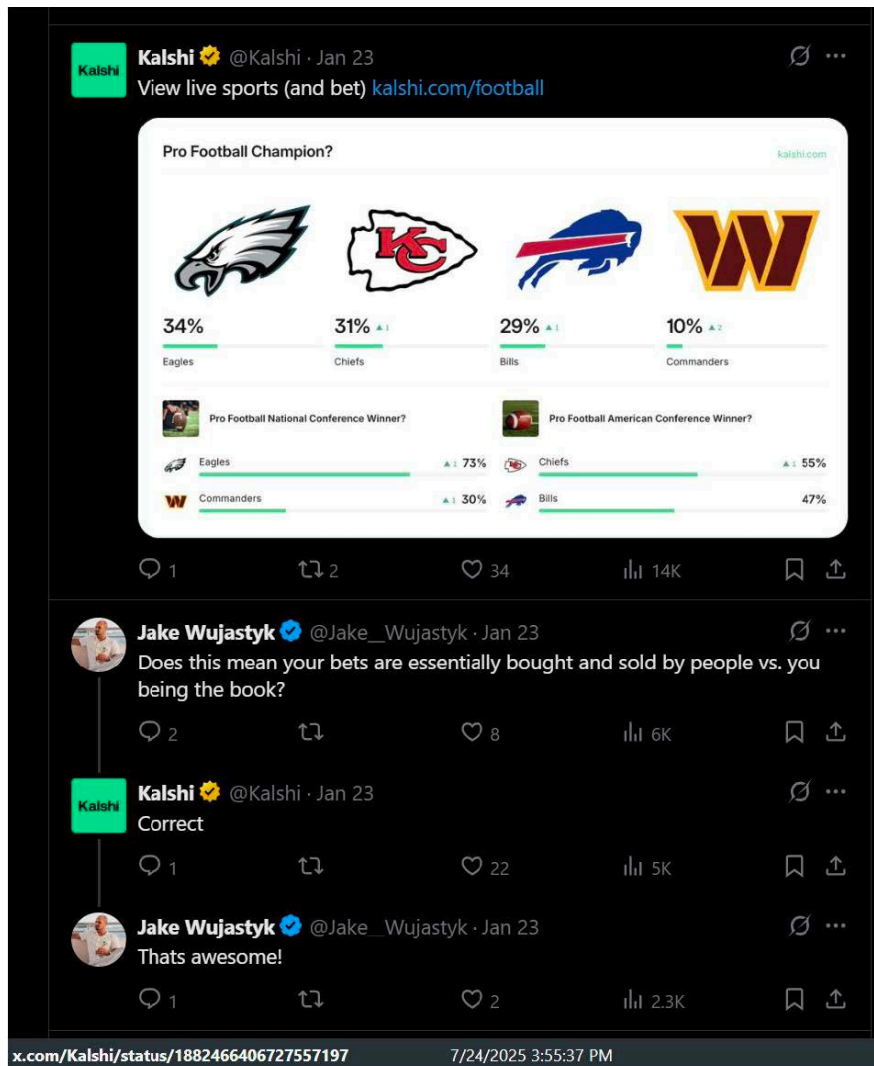 Kalshi
Kalshi @Kalshi · Jan 23
View live sports (and bet) kalshi.com/football
Pro Football Champion?
kalshi.com
KC
W
34%
31% ▲ 1
29% ▲ 1
10% ▲ 2
Eagles
Chiefs
Bills
Commanders
Pro Football National Conference Winner?
Pro Football American Conference Winner?
Eagles ▲ 1 73%
Chiefs ▲ 1 55%
Commanders ▲ 1 30%
Bills 47%
1 2 34 14K
Jake Wujastyk @Jake__Wujastyk · Jan 23
Does this mean your bets are essentially bought and sold by people vs. you
being the book?
2 8 6K
Kalshi
Kalshi @Kalshi · Jan 23
Correct
1 22 5K
Jake Wujastyk @Jake__Wujastyk · Jan 23
Thats awesome!
1 2 2.3K
x.com/Kalshi/status/1882466406727557197 7/24/2025 3:55:37 PM